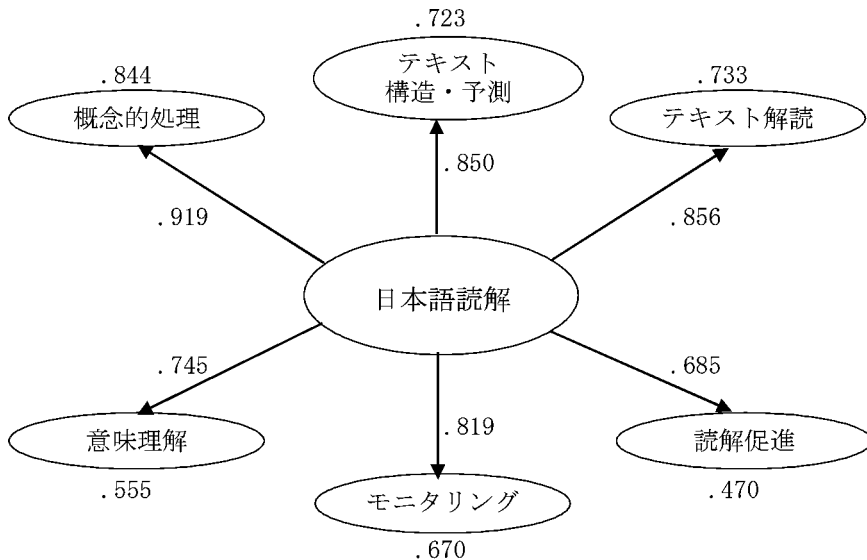 .723
.844
テキスト
構造・予測
.733
概念的処理
テキスト解読
.850
.919
.856
日本語読解
.745
.685
.819
意味理解
読解促進
.555
モニタリング
.470
.670